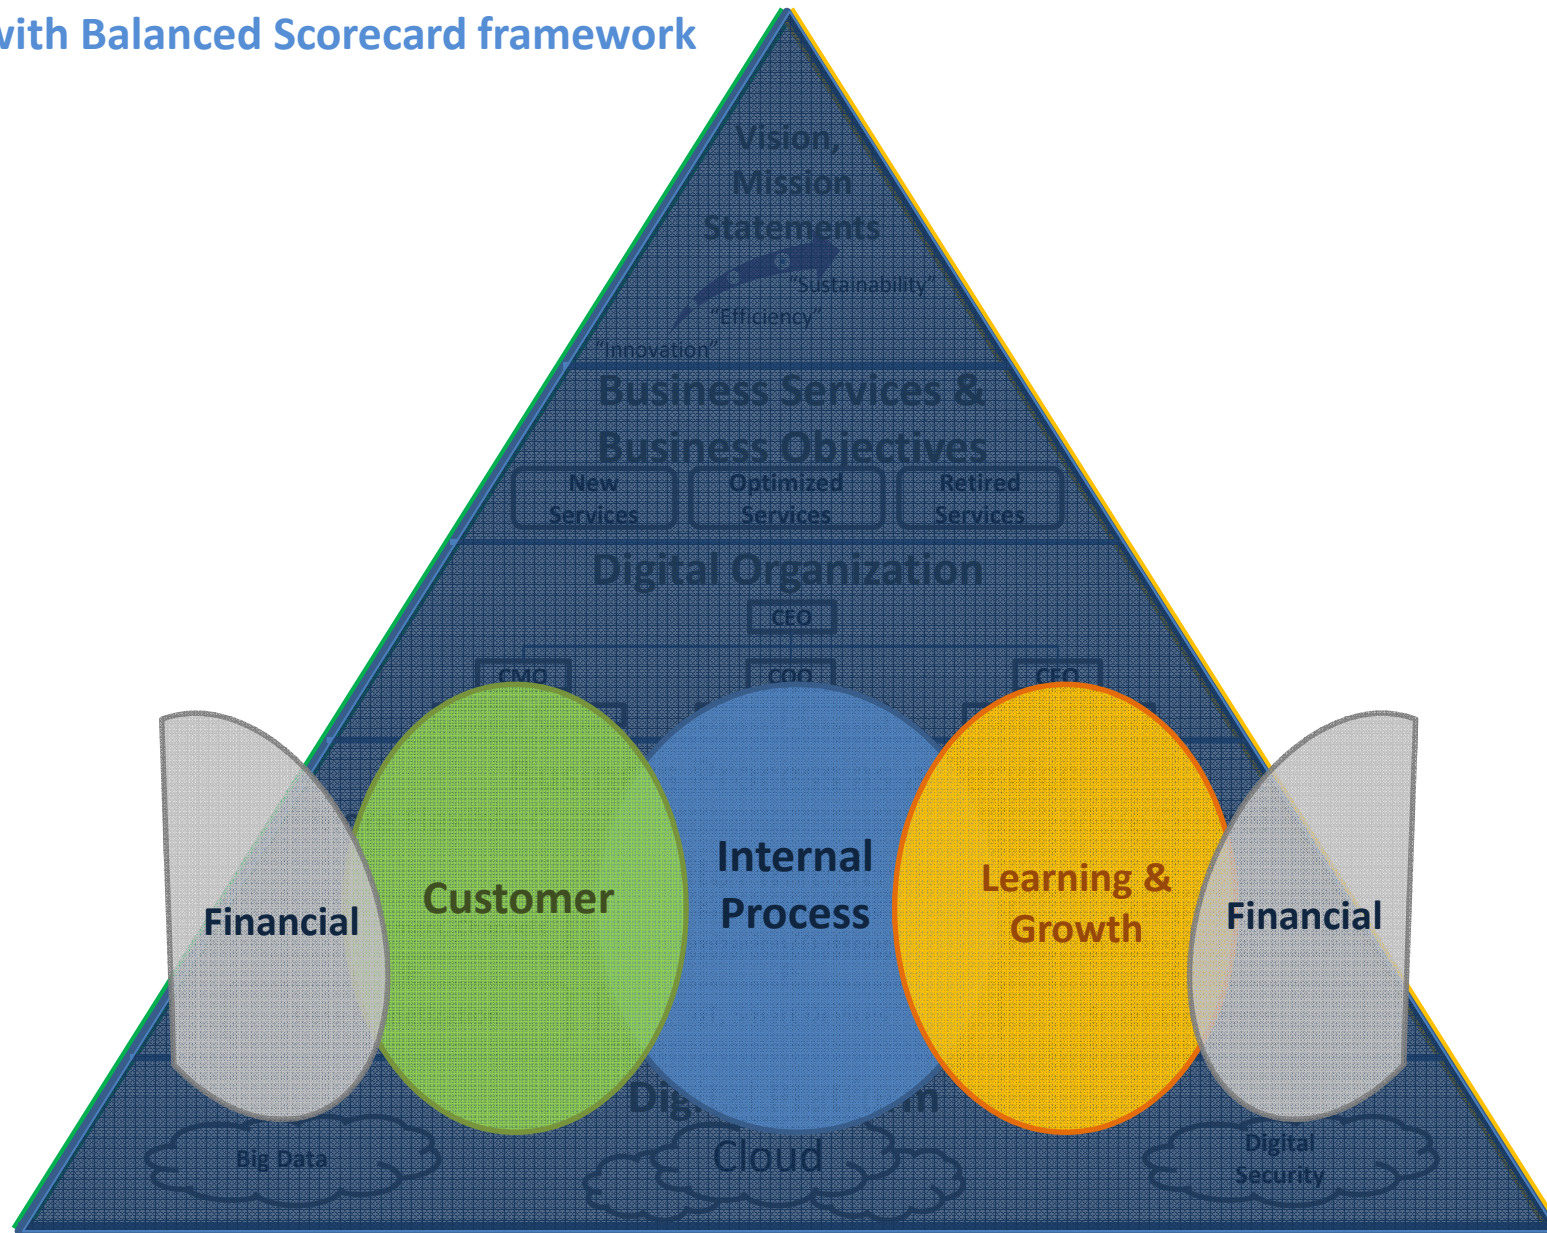 with Balanced Scorecard framework
Vision,
Mission
Statements
"Sustainability"
"Efficiency"
"Innovation"
Business Services &
Business Objectives
New
Services
Optimized
Services
Retired
Services
Digital Organization
CEO
CMO
COO
Internal
Process
Learning &
Growth
Customer
Financial
Financial
Cloud
Big Data
Digital
Security